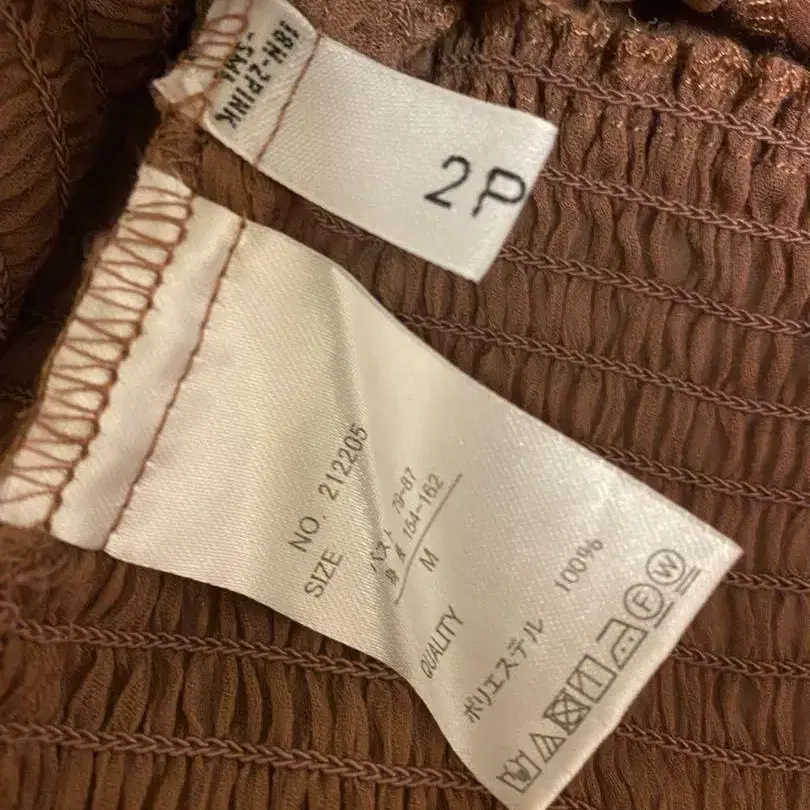 18N-2PINK
2P
NO. 212205
SIZE
バスト 79-87
身長 154-162
M
QUALITY
ポリエステル 100%
F
W